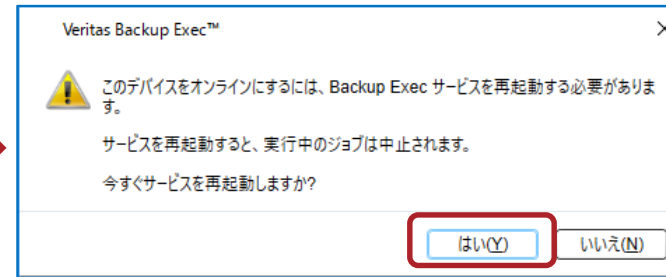 Veritas Backup Exec™
このデバイスをオンラインにするには、Backup Exec サービスを再起動する必要がありま
す。
サービスを再起動すると、実行中のジョブは中止されます。
今すぐサービスを再起動しますか?
はい(Y) いいえ(N)